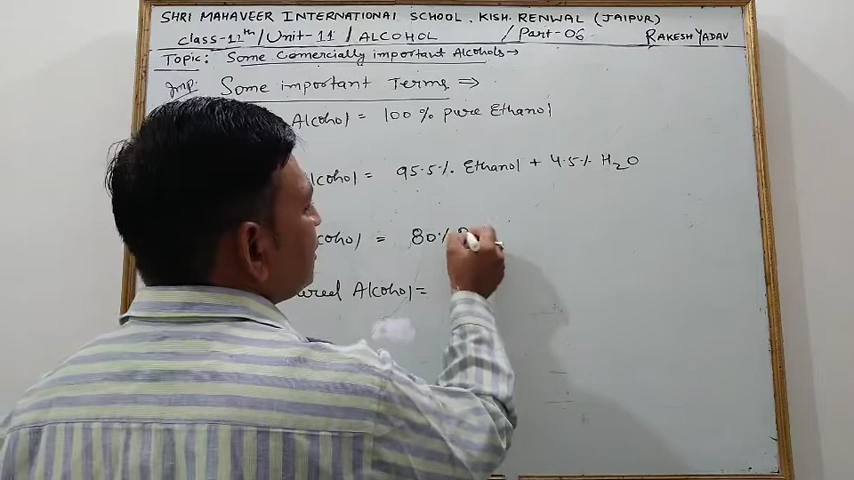 SHRI MAHAVEER INTERNATIONAL SCHOOL. KISH. RENWAL (JAIPUR)
class-12th/Unit-11/ALCOHOL /Part-06 RAKESH YADAV
Topic: Some Comercially important Alcohols→
Imp. Some important Terms ⇒
Alcohol = 100% pure Ethanol
lcohol = 95.5% Ethanol + 4.5% H2O
cohol = 80%
ured Alcohol=